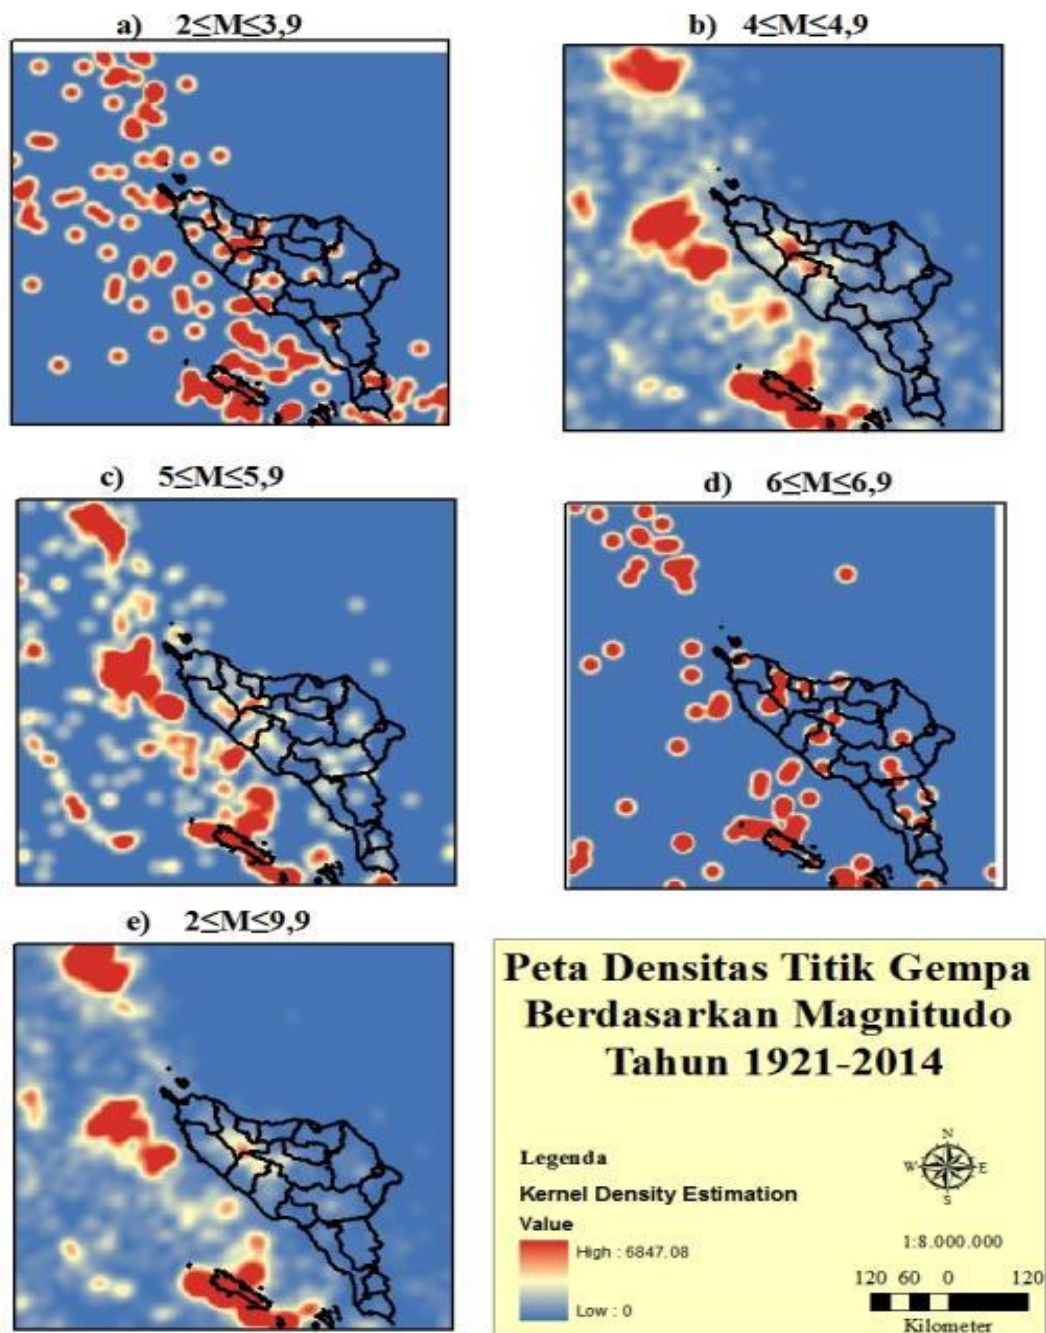 a) 2≤M≤3,9
b) 4≤M≤4,9
c) 5≤M≤5,9
d) 6≤M≤6,9
e) 2≤M≤9,9
Peta Densitas Titik Gempa
Berdasarkan Magnitudo
Tahun 1921-2014
Legenda
Kernel Density Estimation
Value
High : 6847.08
Low : 0
N
W E
S
1:8.000.000
120 60 0 120
Kilometer